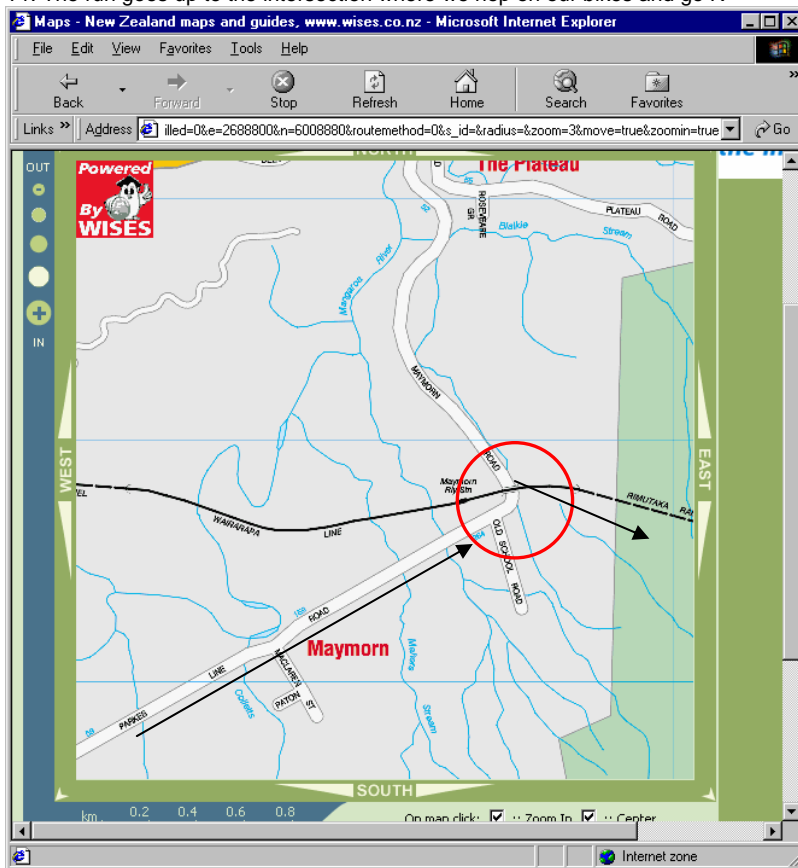 Maps - New Zealand maps and guides, www.wises.co.nz - Microsoft Internet Explorer
File Edit View Favorites Tools Help
Back Forward Stop Refresh Home Search Favorites »
Links » Address illed=0&e=2688800&n=6008880&routemethod=0&s_id=&radius=&zoom=3&move=true&zoomin=true Go
OUT
IN
Powered
By
WISES
NORTH
The Plateau
ROSEVEARE
GR
PLATEAU ROAD
Blaikie Stream
Mangaroa River
52
MAYMORN ROAD
WEST
EAST
Maymorn
Rly Stn
WAIRARAPA LINE
RIMUTAKA
OLD SCHOOL ROAD
Maymorn
PARKES LINE ROAD
MACLAREN ST
PATON
Colletts
Stream
SOUTH
km 0.2 0.4 0.6 0.8
On map click: :: Zoom In :: Center
Internet zone